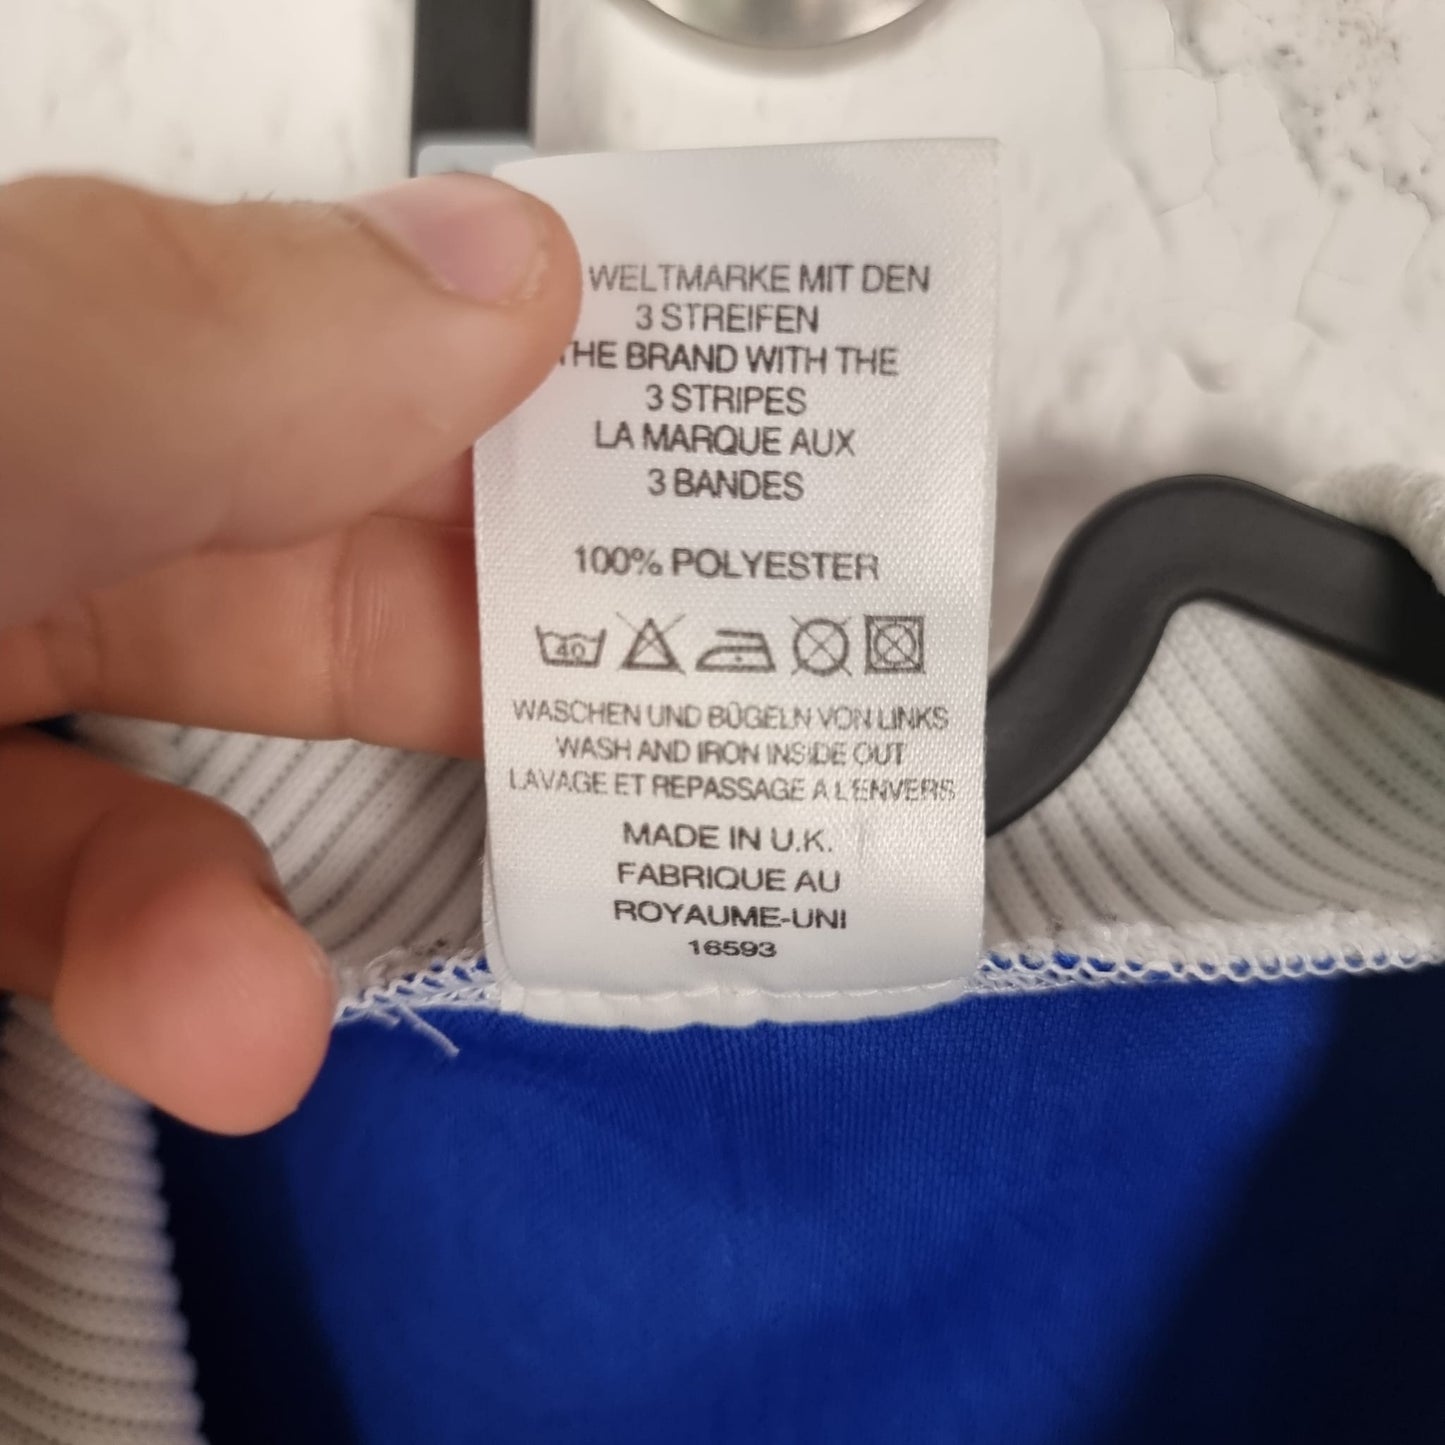 WELTMARKE MIT DEN
3 STREIFEN
THE BRAND WITH THE
3 STRIPES
LA MARQUE AUX
3 BANDES
100% POLYESTER
40
WASCHEN UND BÜGELN VON LINKS
WASH AND IRON INSIDE OUT
LAVAGE ET REPASSAGE A L'ENVERS
MADE IN U.K.
FABRIQUE AU
ROYAUME-UNI
16593